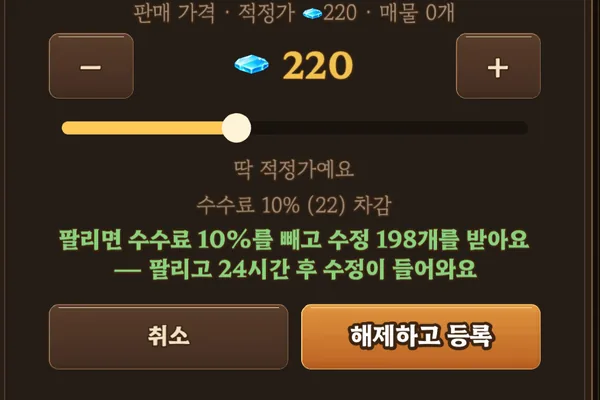 판매 가격 · 적정가 220 · 매물 0개
− 220 +
딱 적정가예요
수수료 10% (22) 차감
팔리면 수수료 10%를 빼고 수정 198개를 받아요
— 팔리고 24시간 후 수정이 들어와요
취소 해제하고 등록